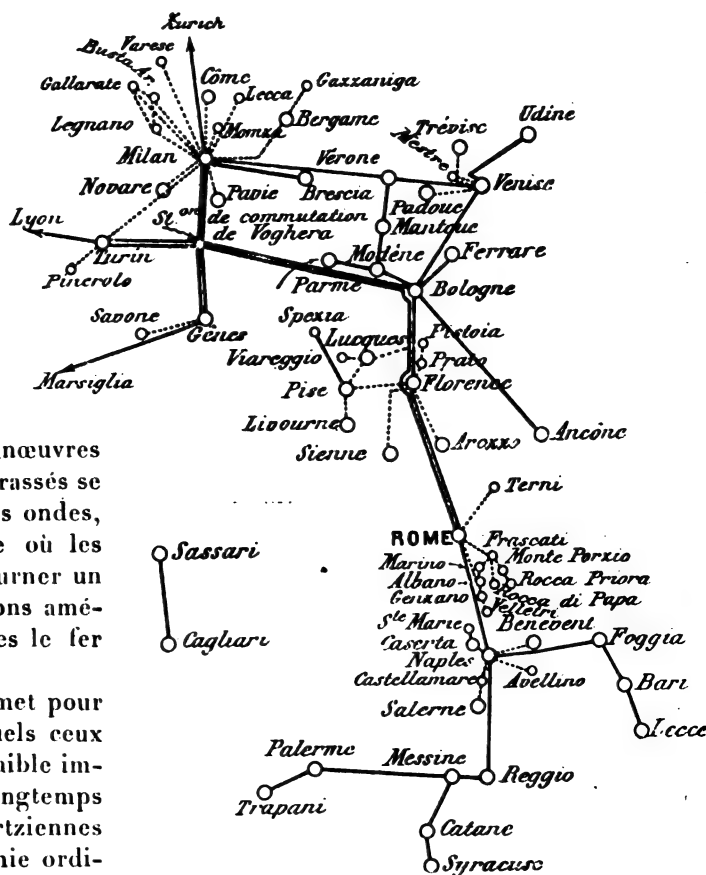 Zurich
Varese
Busto Ar.
Gallarate
Côme
Lecca
Gazzaniga
Legnano
Monza
Bergame
Trévise
Udine
Milan
Vérone
Mestre
Novare
Pavie
Brescia
Padoue
Venise
Lyon
St.on de commutation
de Voghera
Mantoue
Turin
Modéne
Ferrare
Pinerolo
Parme
Bologne
Savone
Gênes
Spezia
Lucques
Pistoia
Viareggio
Prato
Marsiglia
Pise
Florence
Livourne
Sienne
Arozzo
Ancône
nœuvres
rassés se
s ondes,
e où les
urner un
ons amé-
es le fer
met pour
uels ceux
aible im-
ngtemps
rtziennes
nie ordi-
Terni
ROME
Frascati
Marino
Monte Porzio
Albano
Rocca Priora
Genzano
Rocca di Papa
Velletri
Sassari
Cagliari
Ste Marie
Bénévent
Caserta
Foggia
Naples
Castellamare
Avellino
Bari
Salerne
Lecce
Palerme
Messine
Reggio
Trapani
Catane
Syracuse